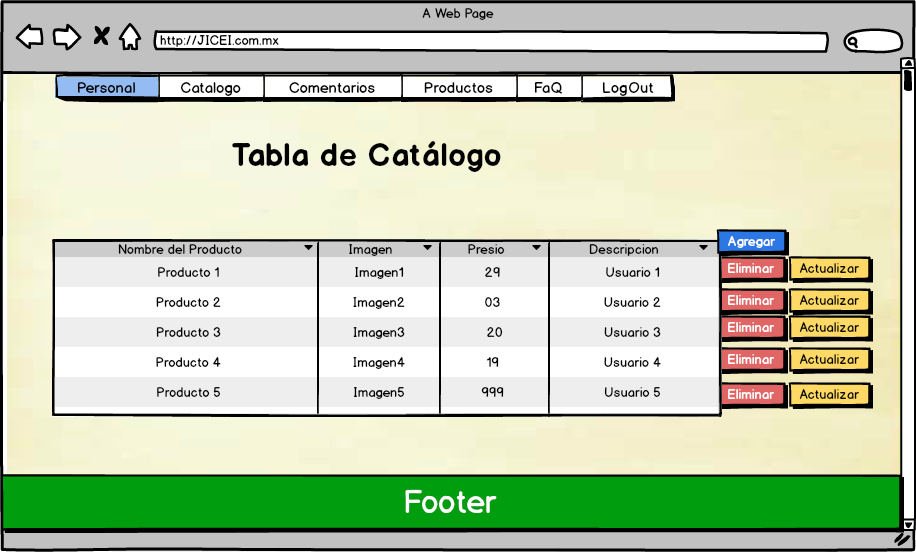 A Web Page
http://JICEI.com.mx
Personal Catalogo Comentarios Productos FaQ LogOut
Tabla de Catálogo
Agregar
Nombre del Producto Imagen Presio Descripcion
Producto 1 Imagen1 29 Usuario 1 Eliminar Actualizar
Producto 2 Imagen2 03 Usuario 2 Eliminar Actualizar
Producto 3 Imagen3 20 Usuario 3 Eliminar Actualizar
Producto 4 Imagen4 19 Usuario 4 Eliminar Actualizar
Producto 5 Imagen5 999 Usuario 5 Eliminar Actualizar
Footer